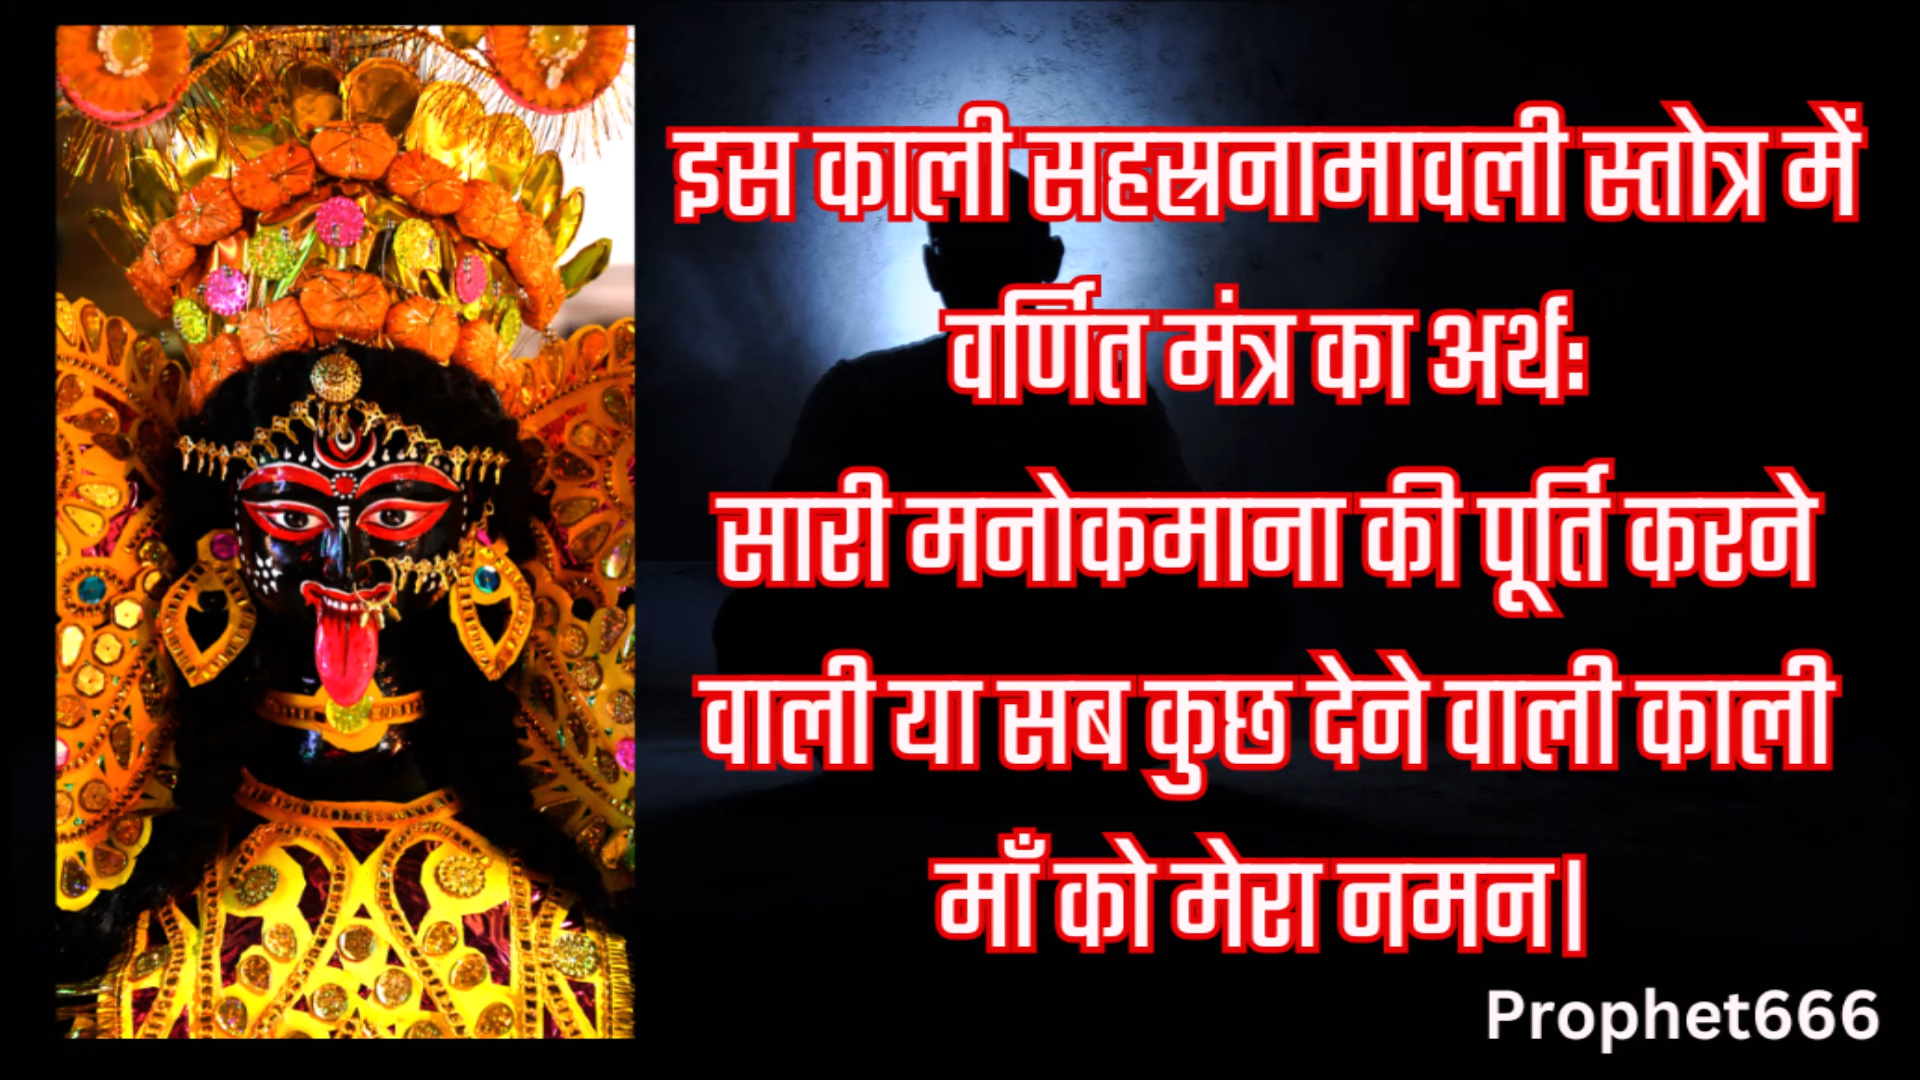 इस काली सहस्रनामावली स्तोत्र में
वर्णित मंत्र का अर्थः
सारी मनोकमाना की पूर्ति करने
वाली या सब कुछ देने वाली काली
माँ को मेरा नमन।
Prophet666